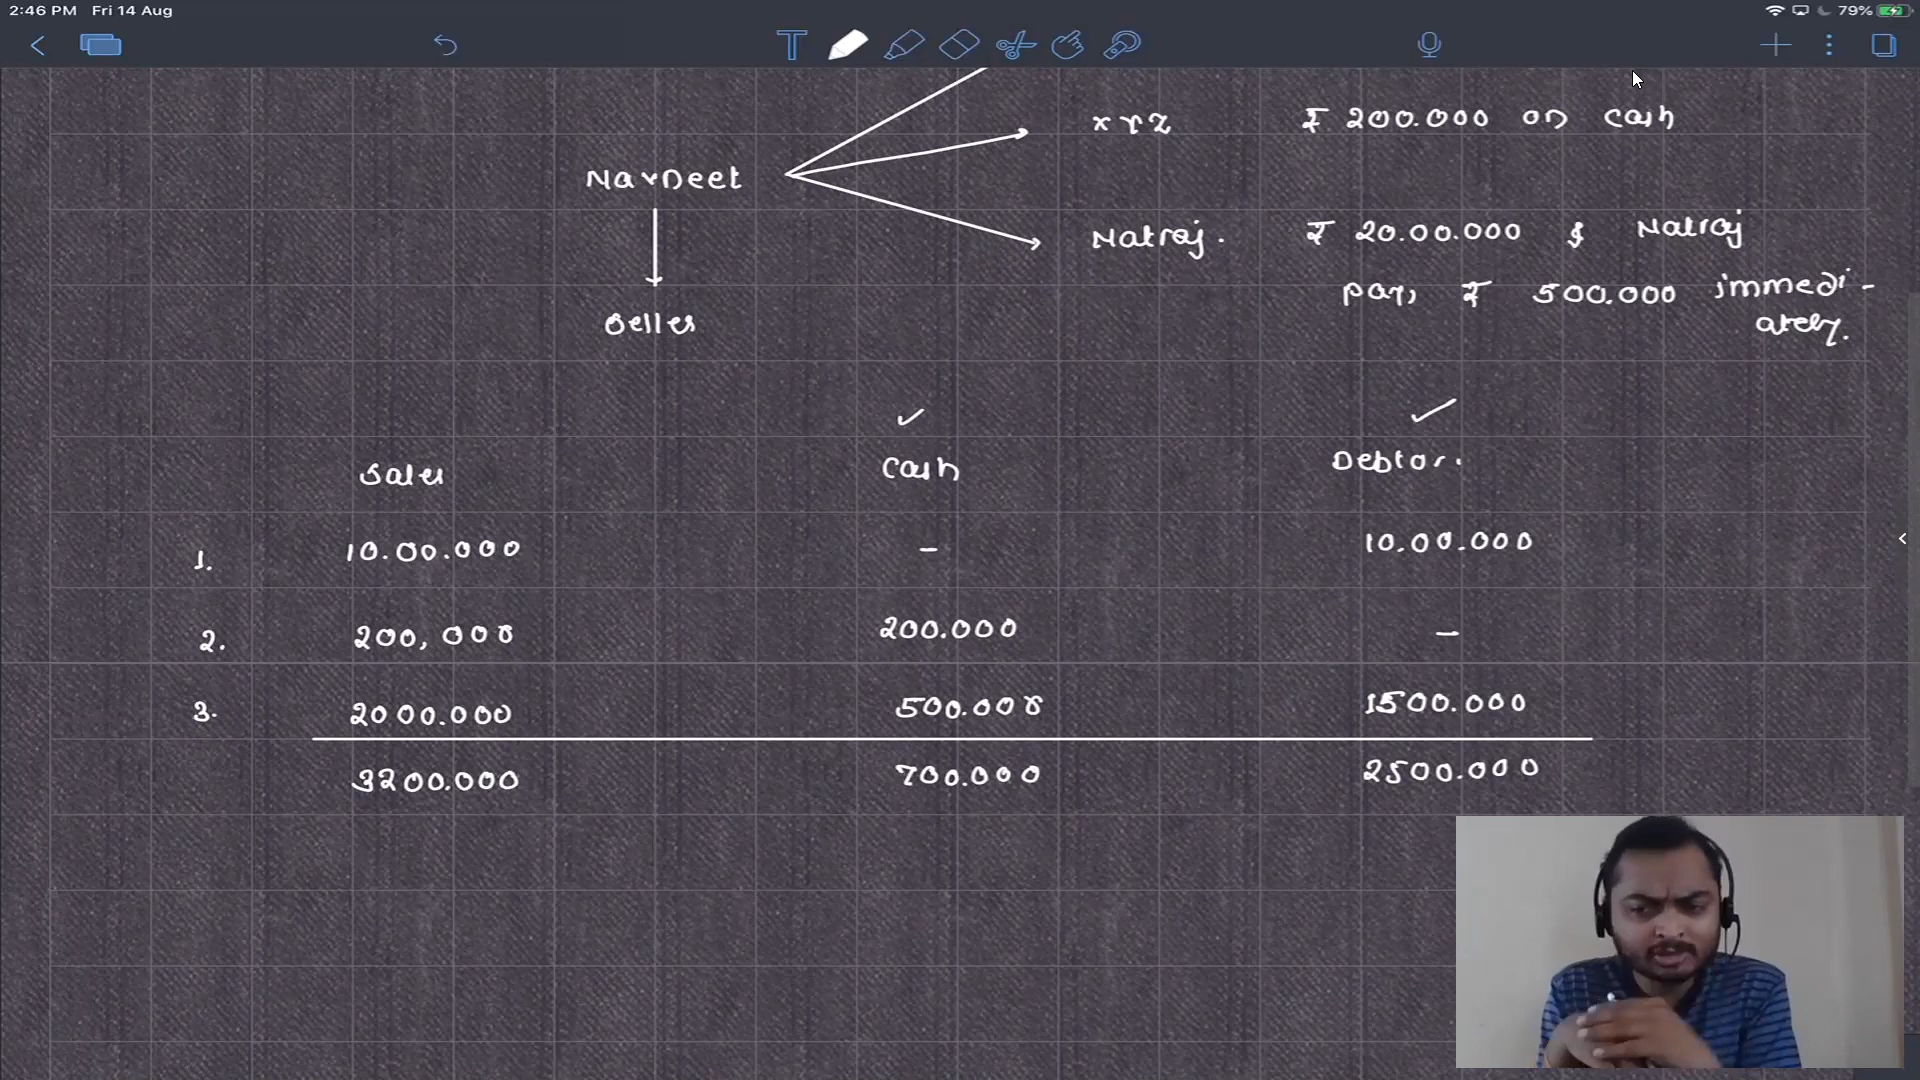 2:46 PM Fri 14 Aug 79%
T
XYZ ₹ 200.000 on cash
NavDeet
Natraj. ₹ 20.00.000 & Natraj
pays ₹ 500.000 immedi-
ately.
Seller
Sales Cash Debtor.
1. 10.00.000 - 10.00.000
2. 200,000 200.000 -
3. 2000.000 500.000 1500.000
3200.000 700.000 2500.000